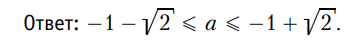 Ответ: −1 − √2 ⩽ a ⩽ −1 + √2.